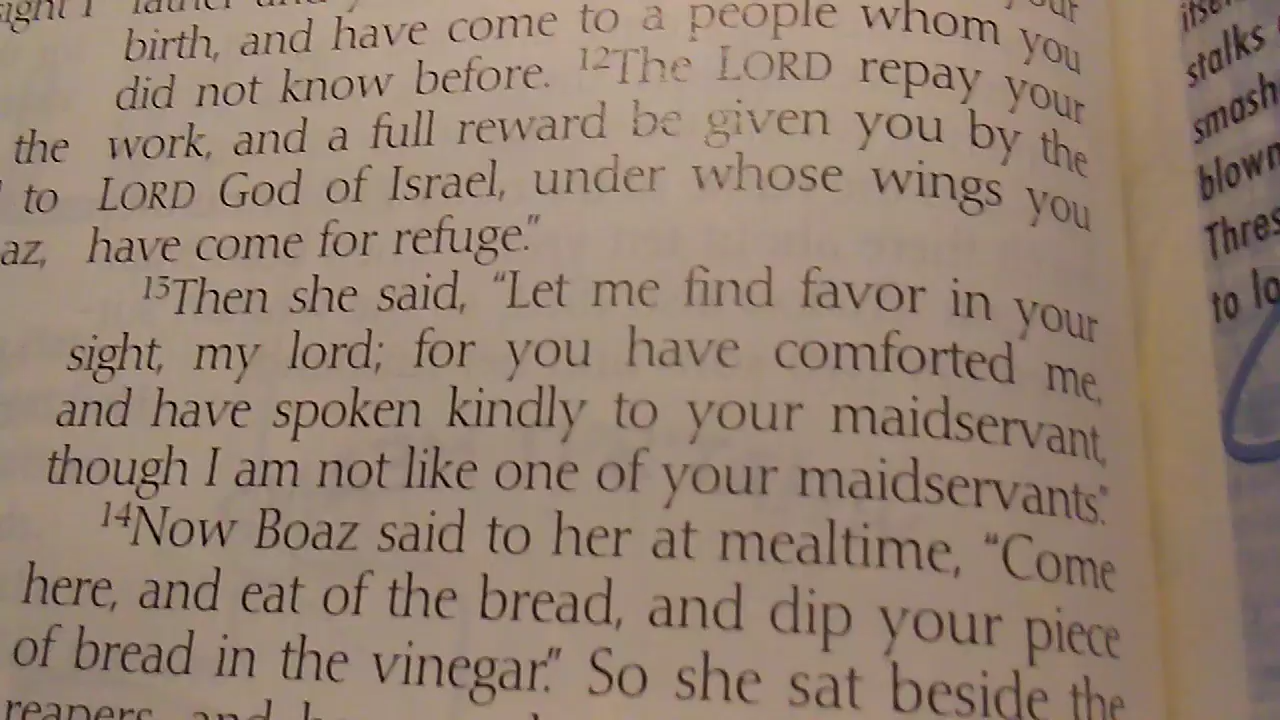 birth, and have come to a people whom you
did not know before. 12The LORD repay your
work, and a full reward be given you by the
LORD God of Israel, under whose wings you
have come for refuge."
13Then she said, "Let me find favor in your
sight, my lord; for you have comforted me,
and have spoken kindly to your maidservant,
though I am not like one of your maidservants."
14Now Boaz said to her at mealtime, "Come
here, and eat of the bread, and dip your piece
of bread in the vinegar." So she sat beside the
reapers, and
the
to
az,
stalks
smash
blown
Thres
to lo